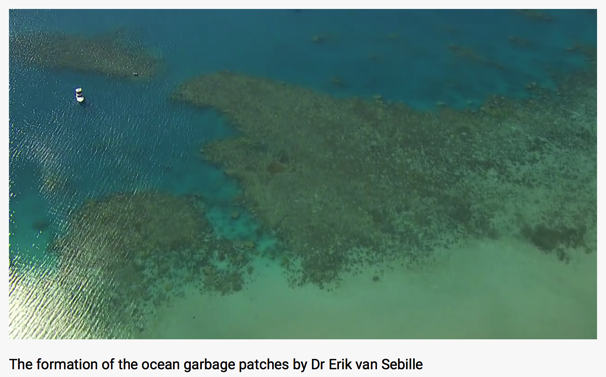 The formation of the ocean garbage patches by Dr Erik van Sebille